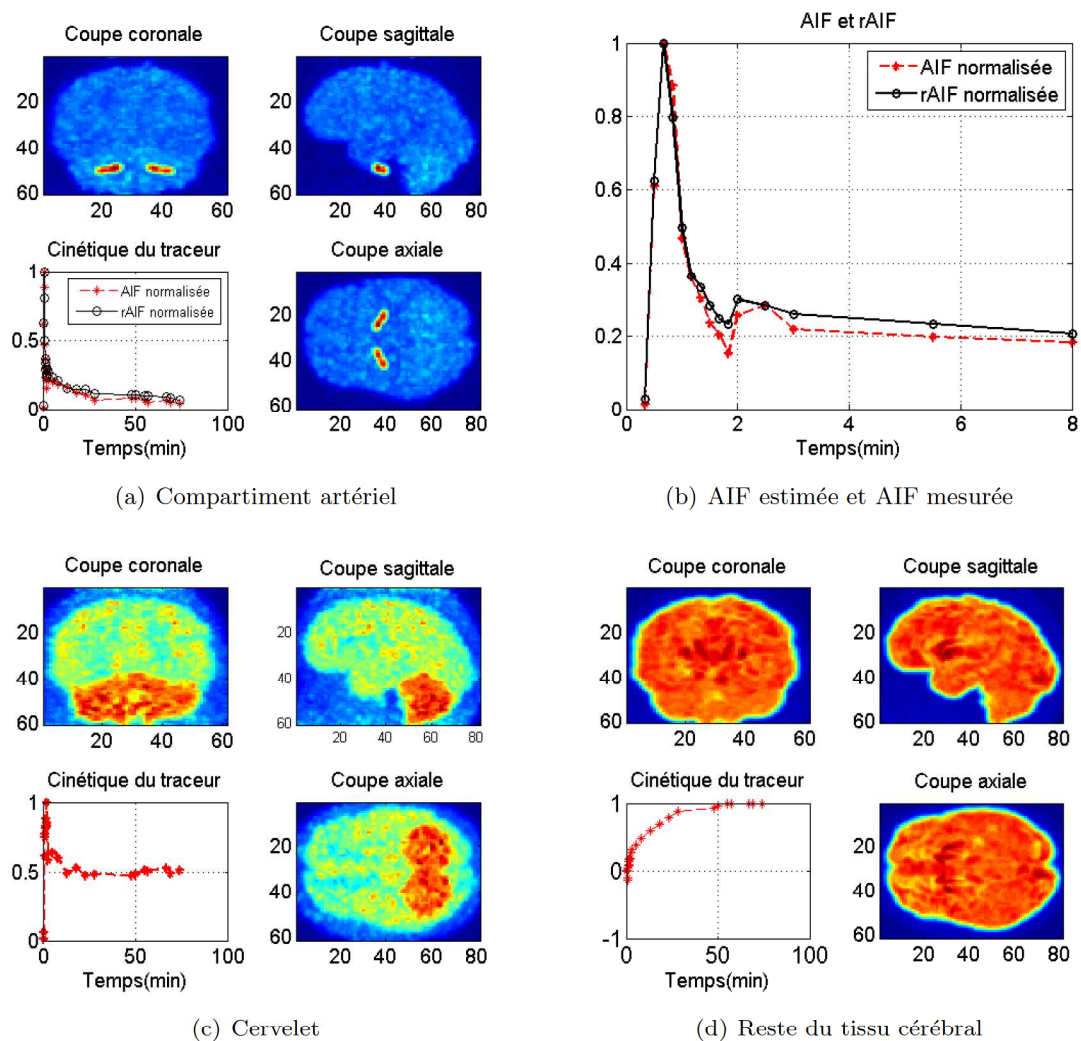 Coupe coronale
20
40
60
20 40 60
Coupe sagittale
20
40
60
20 40 60 80
Cinétique du traceur
AIF normalisée
rAIF normalisée
1
0.5
0
0 50 100
Temps(min)
Coupe axiale
20
40
60
20 40 60 80
(a) Compartiment artériel
AIF et rAIF
AIF normalisée
rAIF normalisée
1
0.8
0.6
0.4
0.2
0
0 2 4 6 8
Temps(min)
(b) AIF estimée et AIF mesurée
Coupe coronale
20
40
60
20 40 60
Coupe sagittale
20
40
60
20 40 60 80
Cinétique du traceur
1
0.5
0
0 50 100
Temps(min)
Coupe axiale
20
40
60
20 40 60 80
(c) Cervelet
Coupe coronale
20
40
60
20 40 60
Coupe sagittale
20
40
60
20 40 60 80
Cinétique du traceur
1
0
-1
0 50 100
Temps(min)
Coupe axiale
20
40
60
20 40 60 80
(d) Reste du tissu cérébral